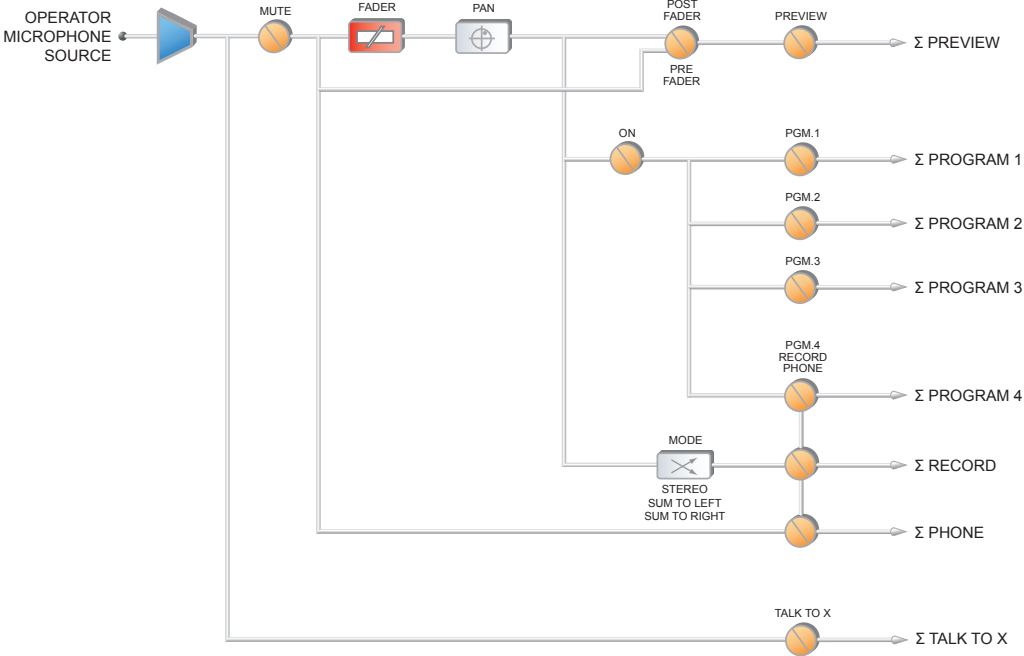 OPERATOR
MICROPHONE
SOURCE
MUTE
FADER
PAN
POST
FADER
PRE
FADER
PREVIEW
Σ PREVIEW
ON
PGM.1
Σ PROGRAM 1
PGM.2
Σ PROGRAM 2
PGM.3
Σ PROGRAM 3
PGM.4
RECORD
PHONE
Σ PROGRAM 4
MODE
STEREO
SUM TO LEFT
SUM TO RIGHT
Σ RECORD
Σ PHONE
TALK TO X
Σ TALK TO X